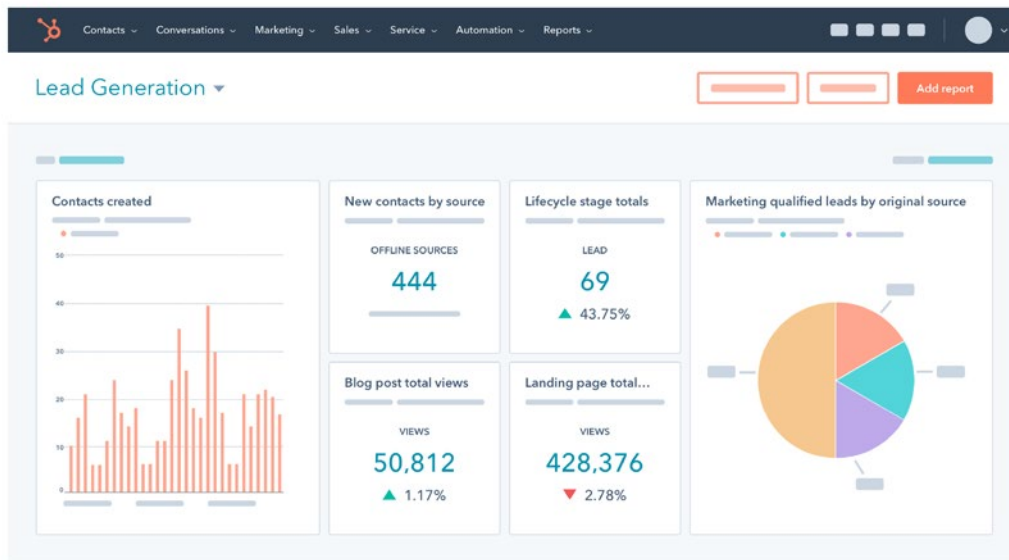 Contacts Conversations Marketing Sales Service Automation Reports
Lead Generation
Add report
Contacts created
50
40
30
20
10
0
New contacts by source
OFFLINE SOURCES
444
Lifecycle stage totals
LEAD
69
43.75%
Blog post total views
VIEWS
50,812
1.17%
Landing page total...
VIEWS
428,376
2.78%
Marketing qualified leads by original source